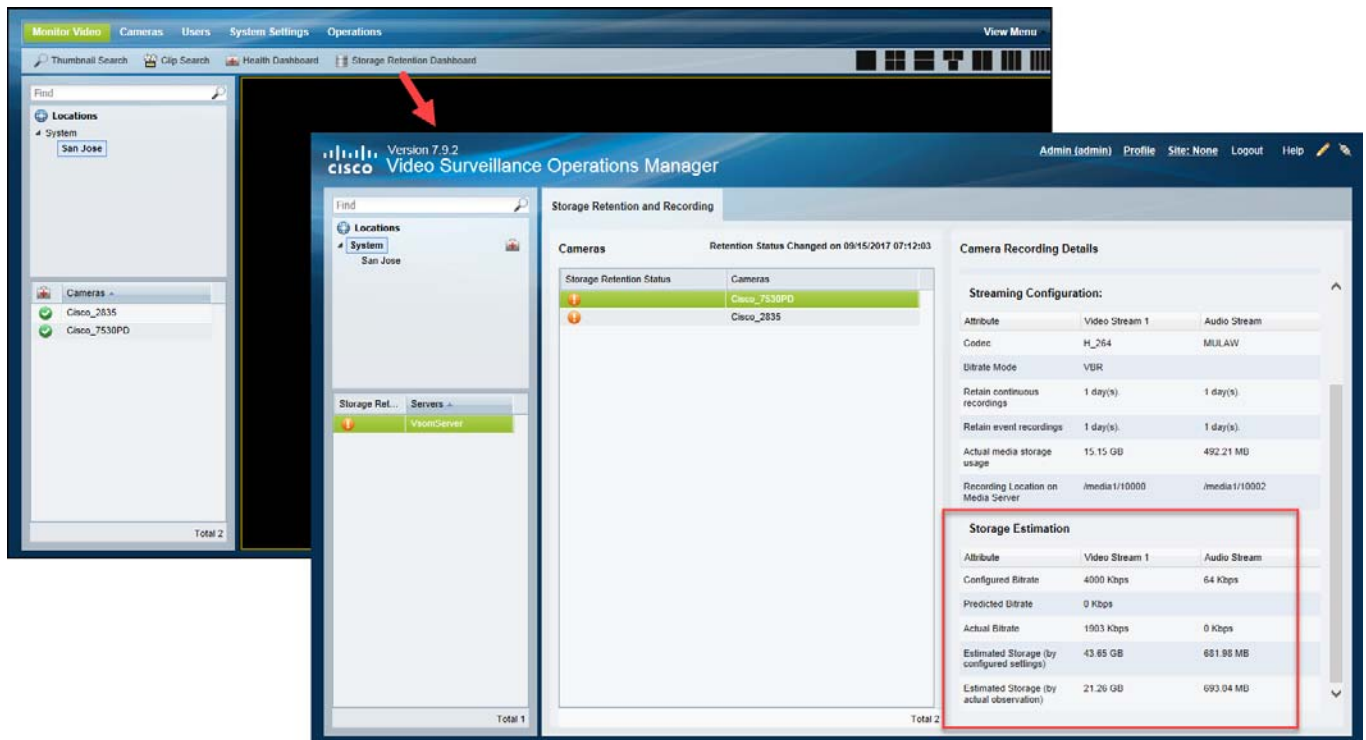 Monitor Video Cameras Users System Settings Operations View Menu
Thumbnail Search Clip Search Health Dashboard Storage Retention Dashboard
Find
Locations
System
San Jose
Cameras
Cisco_2835
Cisco_7530PD
Total 2
CISCO
Version 7.9.2
Video Surveillance Operations Manager
Admin (admin) Profile Site: None Logout Help
Find
Locations
System
San Jose
Storage Ret... Servers
VsomServer
Total 1
Storage Retention and Recording
Cameras Retention Status Changed on 09/15/2017 07:12:03
Storage Retention Status Cameras
Cisco_7530PD
Cisco_2835
Total 2
Camera Recording Details
Streaming Configuration:
Attribute Video Stream 1 Audio Stream
Codec H_264 MULAW
Bitrate Mode VBR
Retain continuous recordings 1 day(s). 1 day(s).
Retain event recordings 1 day(s). 1 day(s).
Actual media storage usage 15.15 GB 492.21 MB
Recording Location on Media Server /media1/10000 /media1/10002
Storage Estimation
Attribute Video Stream 1 Audio Stream
Configured Bitrate 4000 Kbps 64 Kbps
Predicted Bitrate 0 Kbps
Actual Bitrate 1903 Kbps 0 Kbps
Estimated Storage (by configured settings) 43.65 GB 681.98 MB
Estimated Storage (by actual observation) 21.26 GB 693.04 MB